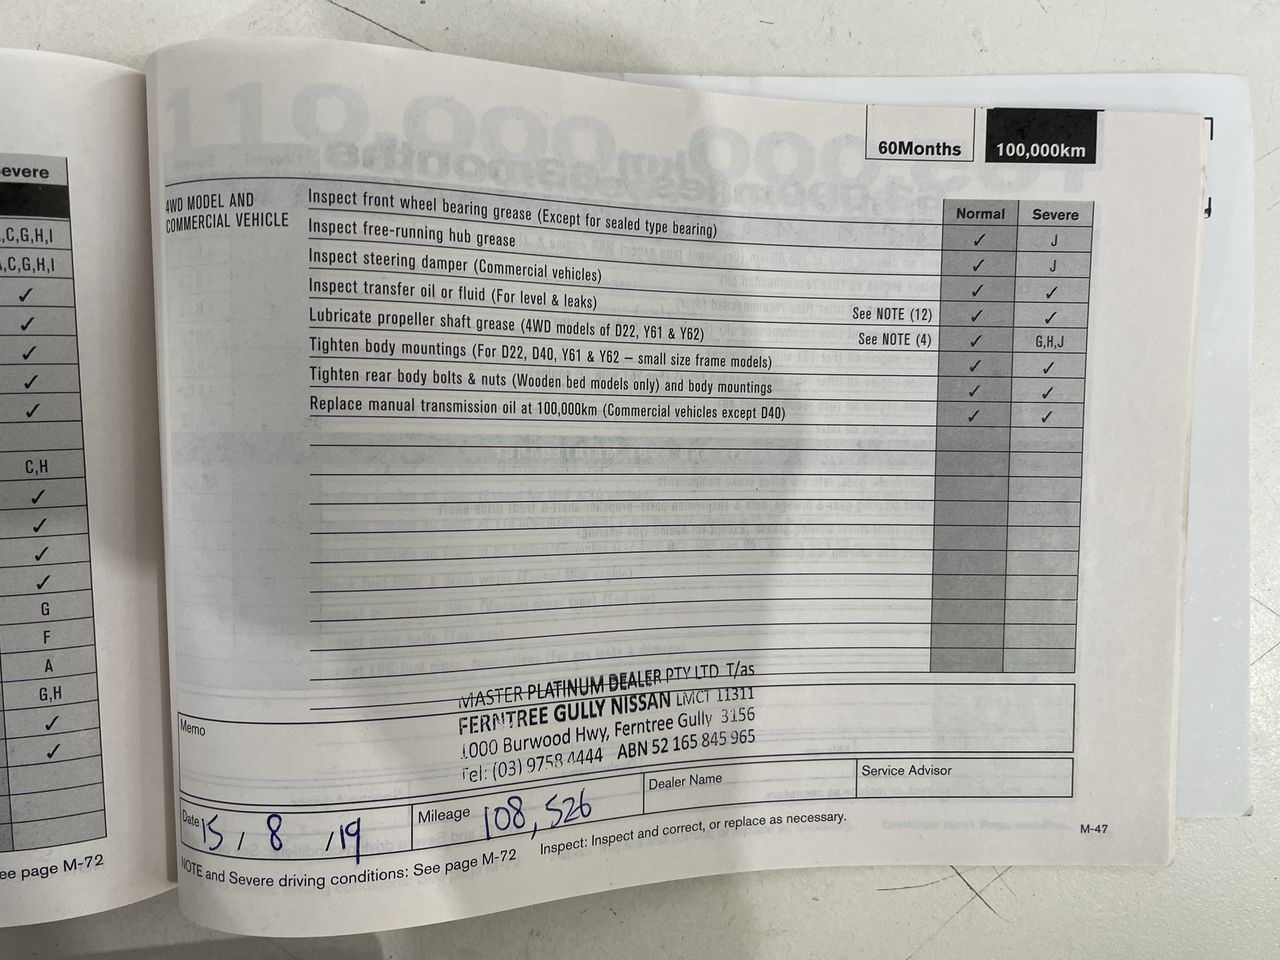 evere
,C,G,H,I
A,C,G,H,I
✓
✓
✓
✓
✓
C,H
✓
✓
✓
✓
G
F
A
G,H
✓
✓
ee page M-72
60Months 100,000km
4WD MODEL AND
COMMERCIAL VEHICLE
Normal Severe
Inspect front wheel bearing grease (Except for sealed type bearing) ✓ J
Inspect free-running hub grease ✓ J
Inspect steering damper (Commercial vehicles) ✓ ✓
Inspect transfer oil or fluid (For level & leaks) See NOTE (12) ✓ ✓
Lubricate propeller shaft grease (4WD models of D22, Y61 & Y62) See NOTE (4) ✓ G,H,J
Tighten body mountings (For D22, D40, Y61 & Y62 – small size frame models) ✓ ✓
Tighten rear body bolts & nuts (Wooden bed models only) and body mountings ✓ ✓
Replace manual transmission oil at 100,000km (Commercial vehicles except D40) ✓ ✓
Memo
MASTER PLATINUM DEALER PTY LTD T/as
FERNTREE GULLY NISSAN LMCT 11311
1000 Burwood Hwy, Ferntree Gully 3156
Tel: (03) 9758 4444 ABN 52 165 845 965
Date 15 / 8 / 19 Mileage 108,526 Dealer Name Service Advisor
NOTE and Severe driving conditions: See page M-72 Inspect: Inspect and correct, or replace as necessary.
M-47